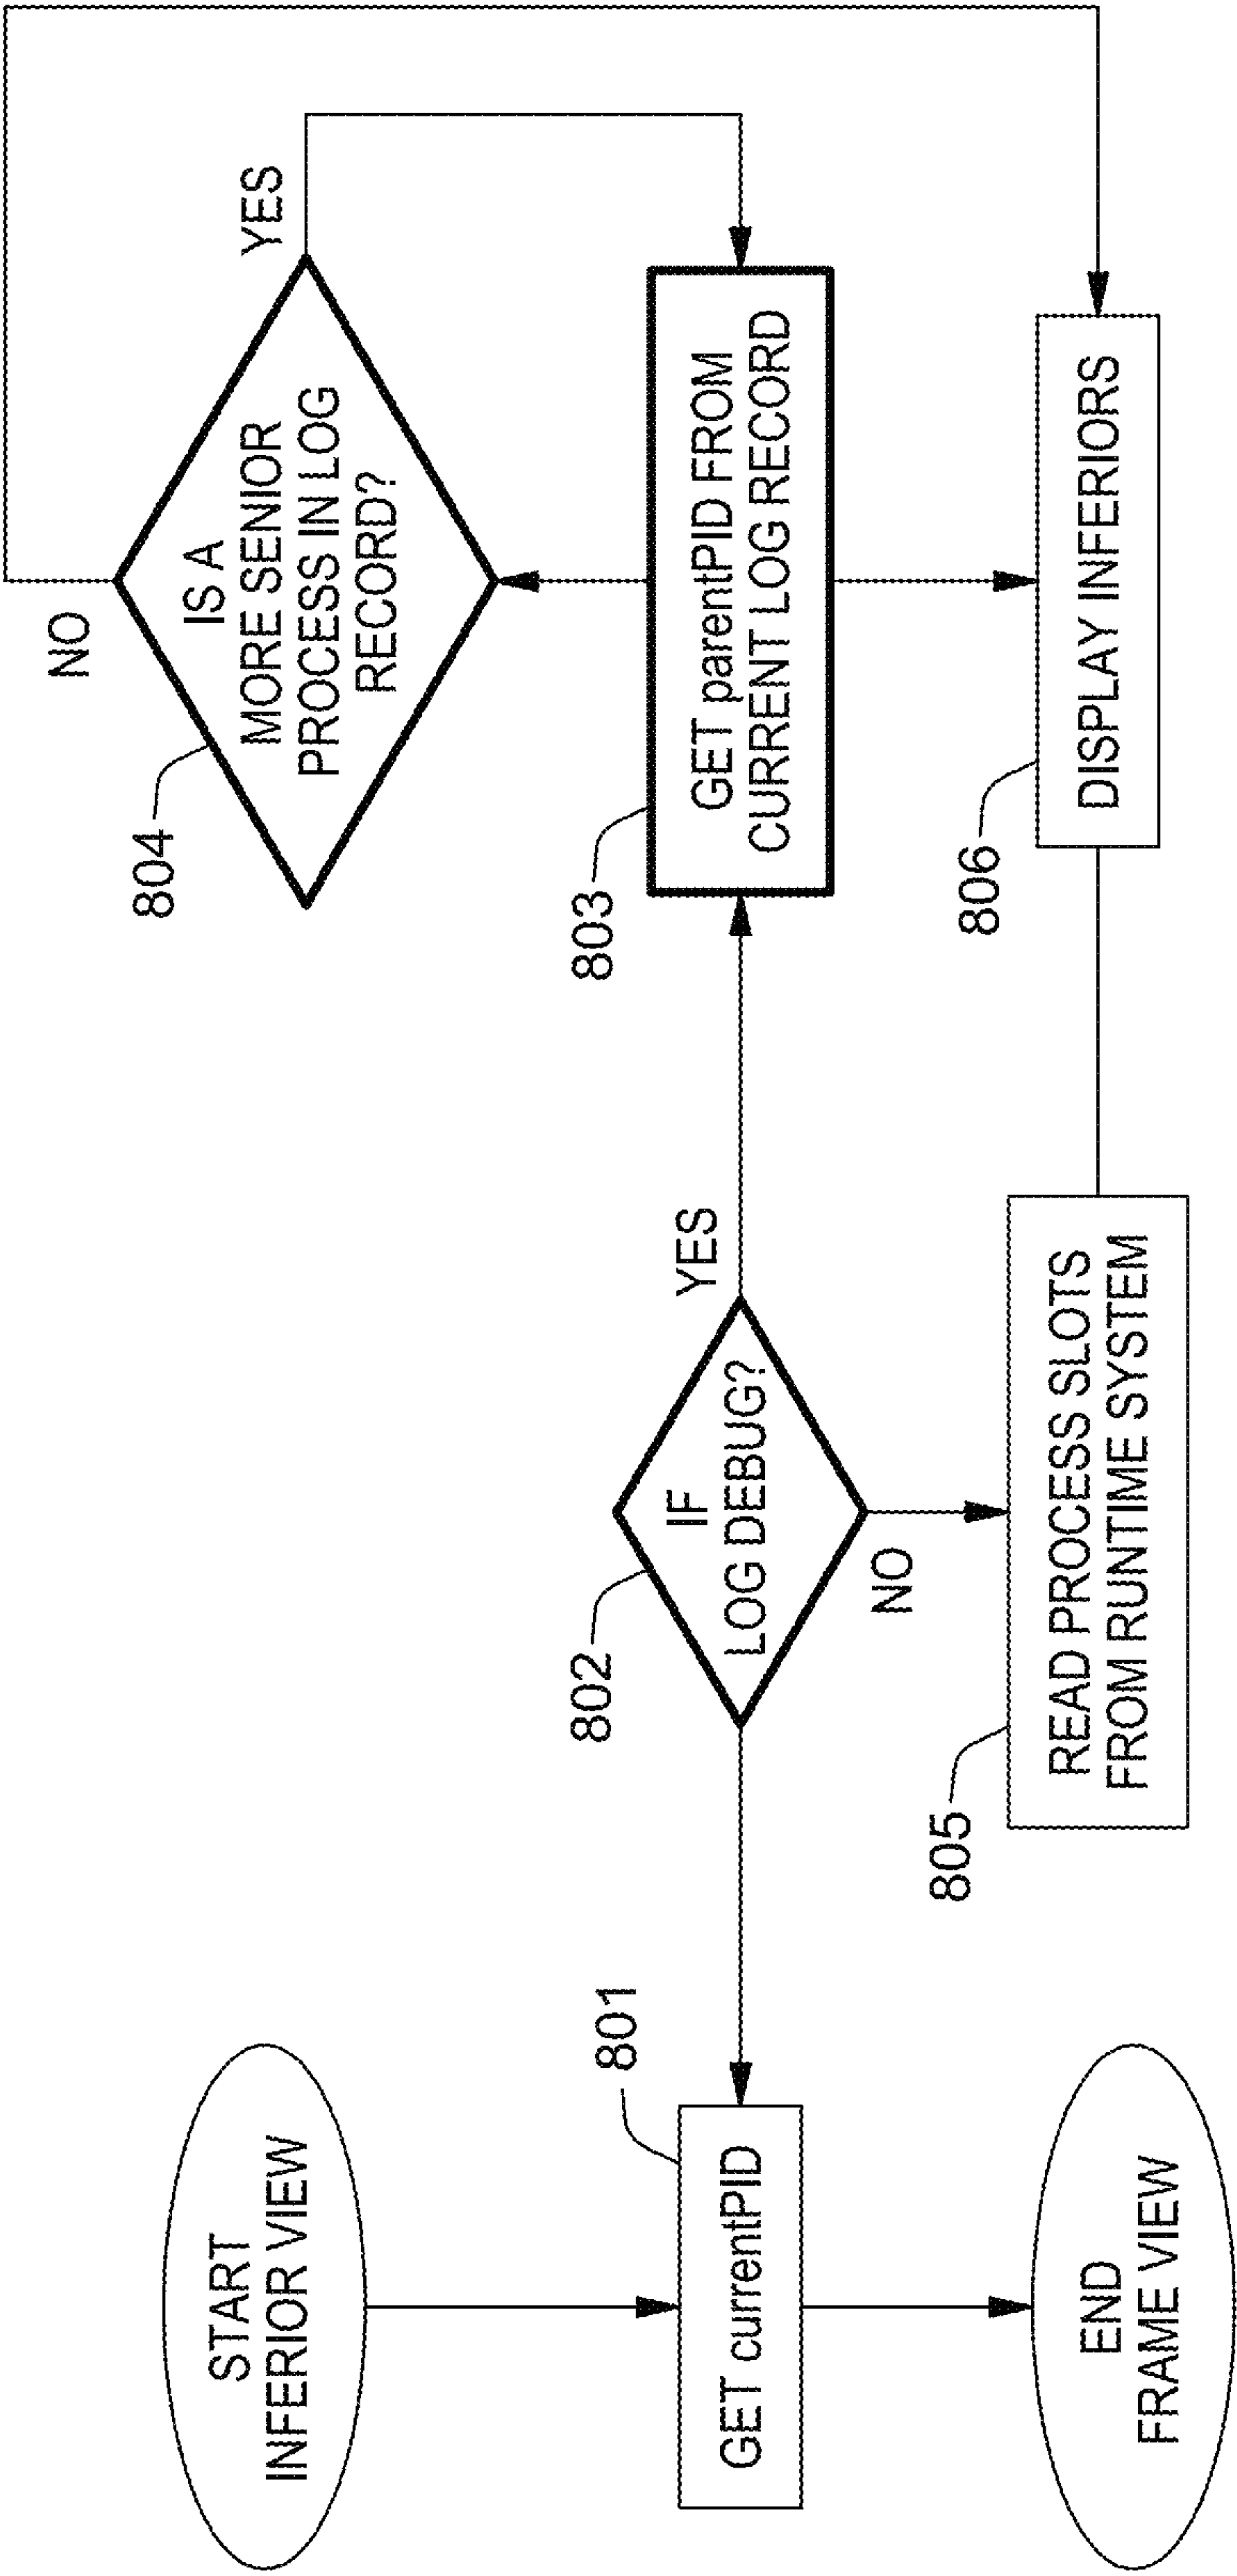 START
INFERIOR VIEW
801
GET currentPID
END
FRAME VIEW
802
IF
LOG DEBUG?
YES
NO
805
READ PROCESS SLOTS
FROM RUNTIME SYSTEM
804
IS A
MORE SENIOR
PROCESS IN LOG
RECORD?
NO
YES
803
GET parentPID FROM
CURRENT LOG RECORD
806
DISPLAY INFERIORS